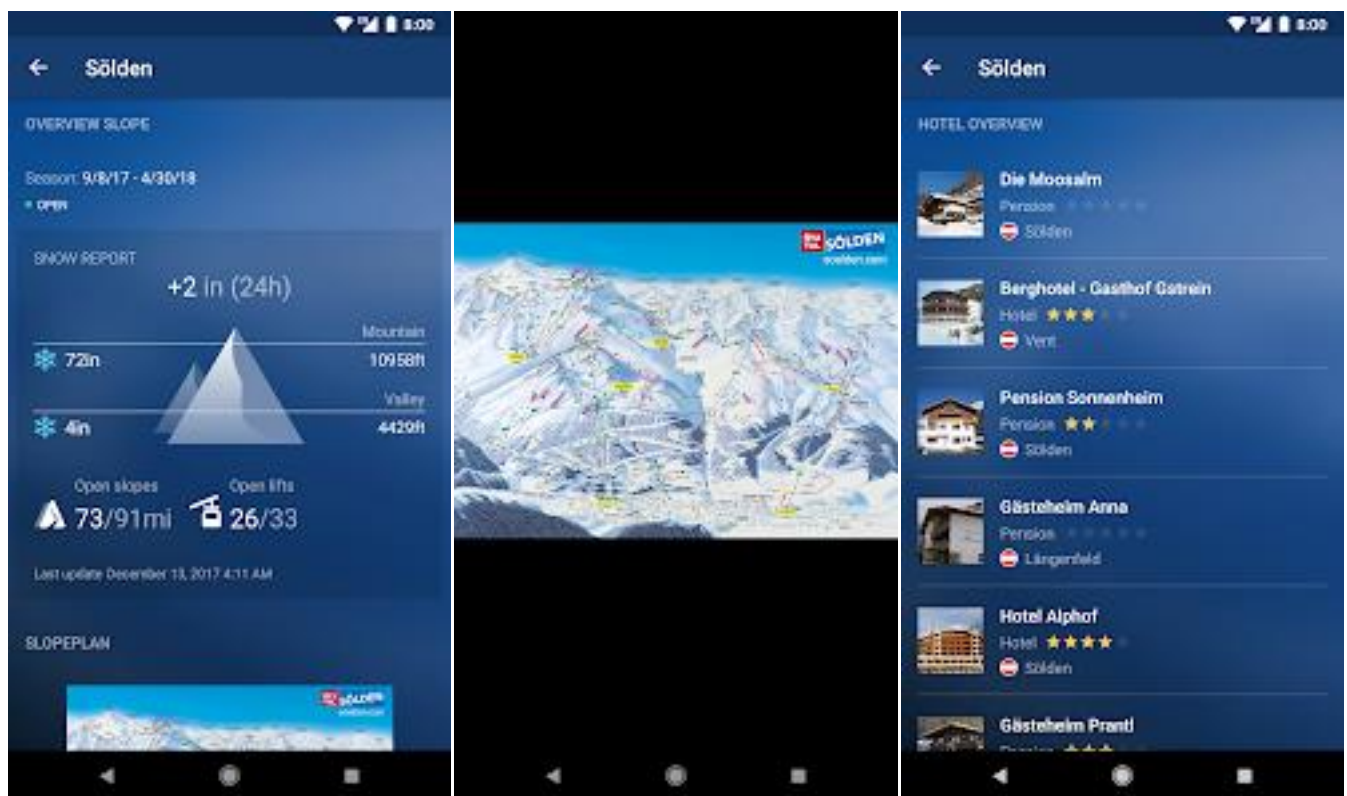 8:00
Sölden
OVERVIEW SLOPE
Season: 9/8/17 - 4/30/18
OPEN
SNOW REPORT
+2 in (24h)
Mountain
72in
10958ft
Valley
4in
4429ft
Open slopes
Open lifts
73/91mi
26/33
Last update December 13, 2017 4:11 AM
SLOPEPLAN
SÖLDEN
soelden.com
SÖLDEN
soelden.com
8:00
Sölden
HOTEL OVERVIEW
Die Moosalm
Pension
Sölden
Berghotel - Gasthof Gstrein
Hotel
Vent
Pension Sonnenheim
Pension
Sölden
Gästeheim Anna
Pension
Längenfeld
Hotel Alphof
Hotel
Sölden
Gästeheim Prantl
Pension